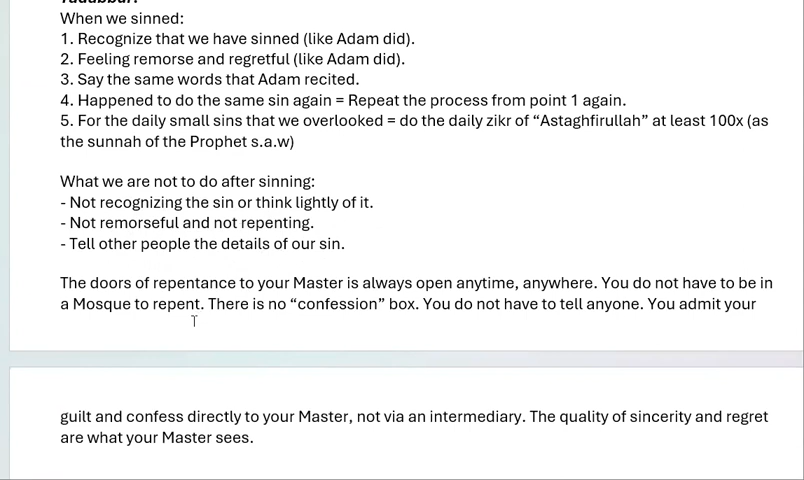 Tadabbur:
When we sinned:
1. Recognize that we have sinned (like Adam did).
2. Feeling remorse and regretful (like Adam did).
3. Say the same words that Adam recited.
4. Happened to do the same sin again = Repeat the process from point 1 again.
5. For the daily small sins that we overlooked = do the daily zikr of “Astaghfirullah” at least 100x (as
the sunnah of the Prophet s.a.w)
What we are not to do after sinning:
- Not recognizing the sin or think lightly of it.
- Not remorseful and not repenting.
- Tell other people the details of our sin.
The doors of repentance to your Master is always open anytime, anywhere. You do not have to be in
a Mosque to repent. There is no “confession” box. You do not have to tell anyone. You admit your
guilt and confess directly to your Master, not via an intermediary. The quality of sincerity and regret
are what your Master sees.